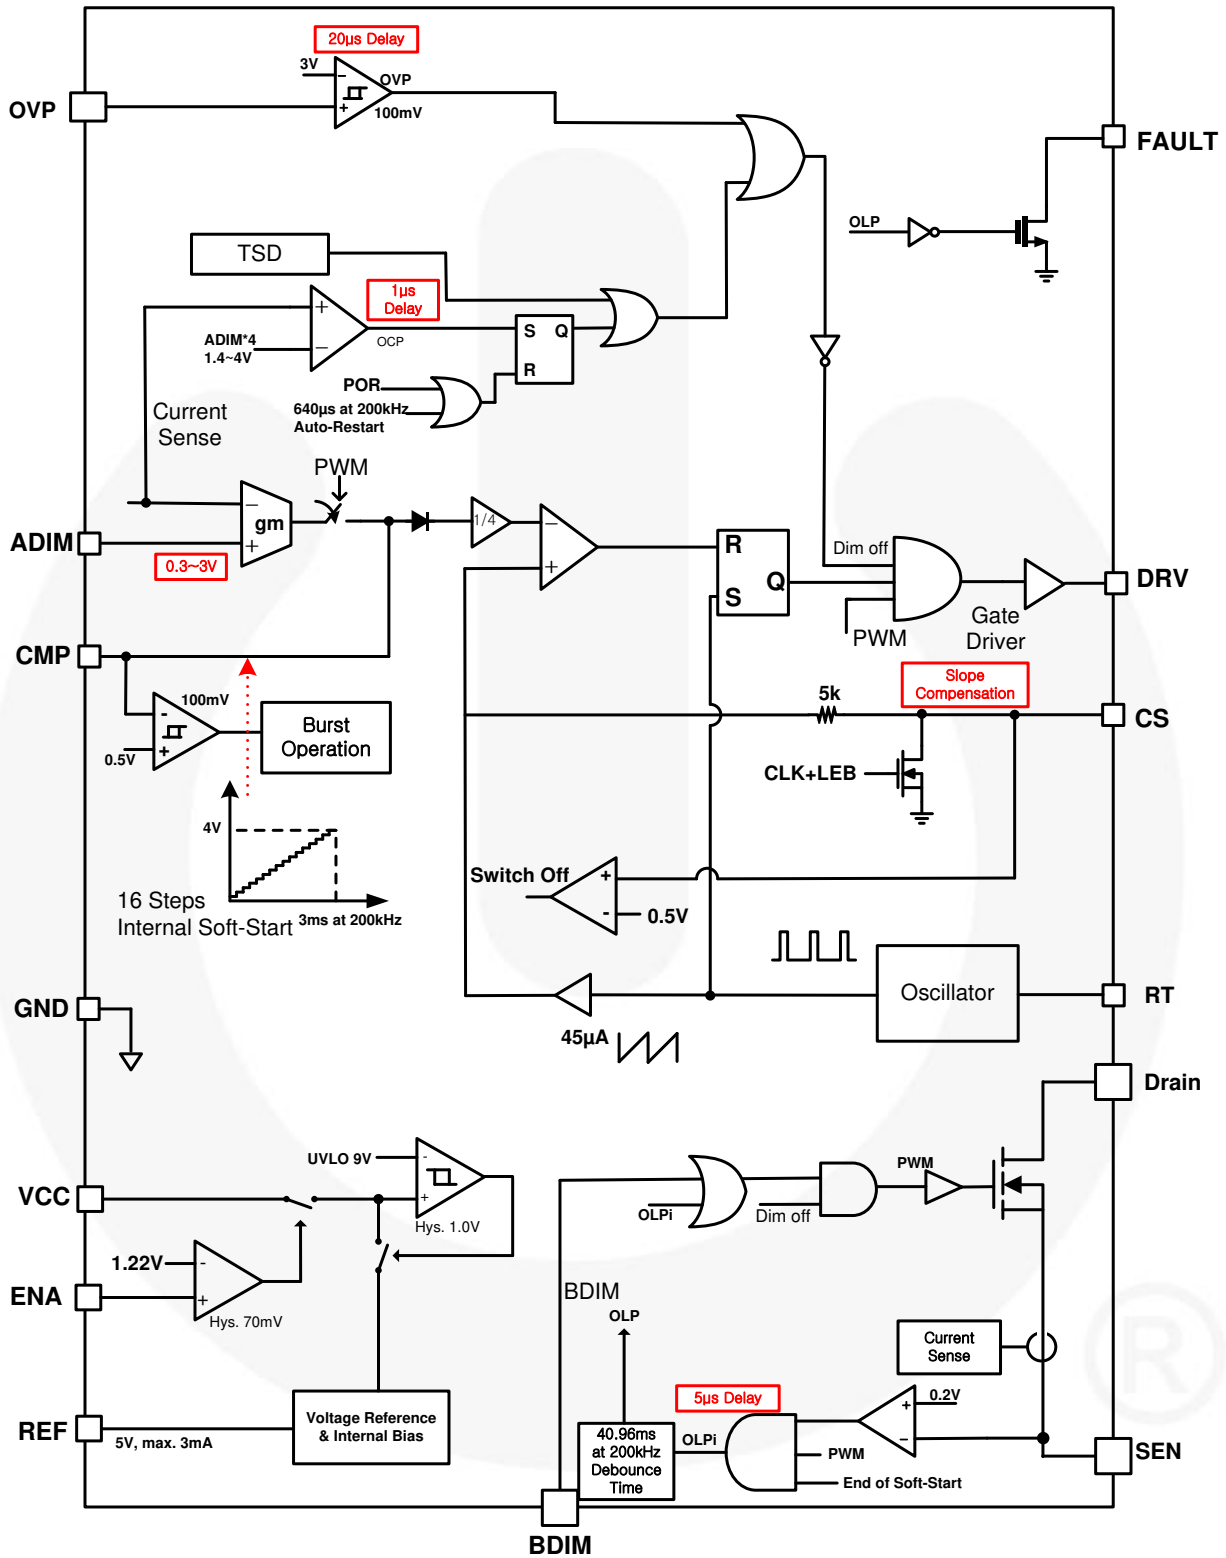 20µs Delay
3V
OVP
OVP
100mV
FAULT
OLP
TSD
1µs
Delay
ADIM*4
1.4~4V
OCP
S
Q
R
POR
640µs at 200kHz
Auto-Restart
Current
Sense
PWM
ADIM
gm
0.3~3V
1/4
R
S
Q
Dim off
PWM
Gate
Driver
DRV
CMP
100mV
0.5V
Burst
Operation
5k
Slope
Compensation
CS
CLK+LEB
4V
16 Steps
Internal Soft-Start
3ms at 200kHz
Switch Off
0.5V
Oscillator
RT
45µA
GND
Drain
UVLO 9V
VCC
Hys. 1.0V
1.22V
ENA
Hys. 70mV
PWM
OLPi
Dim off
BDIM
OLP
Current
Sense
0.2V
5µs Delay
REF
5V, max. 3mA
Voltage Reference
& Internal Bias
40.96ms
at 200kHz
Debounce
Time
OLPi
PWM
End of Soft-Start
SEN
BDIM
®